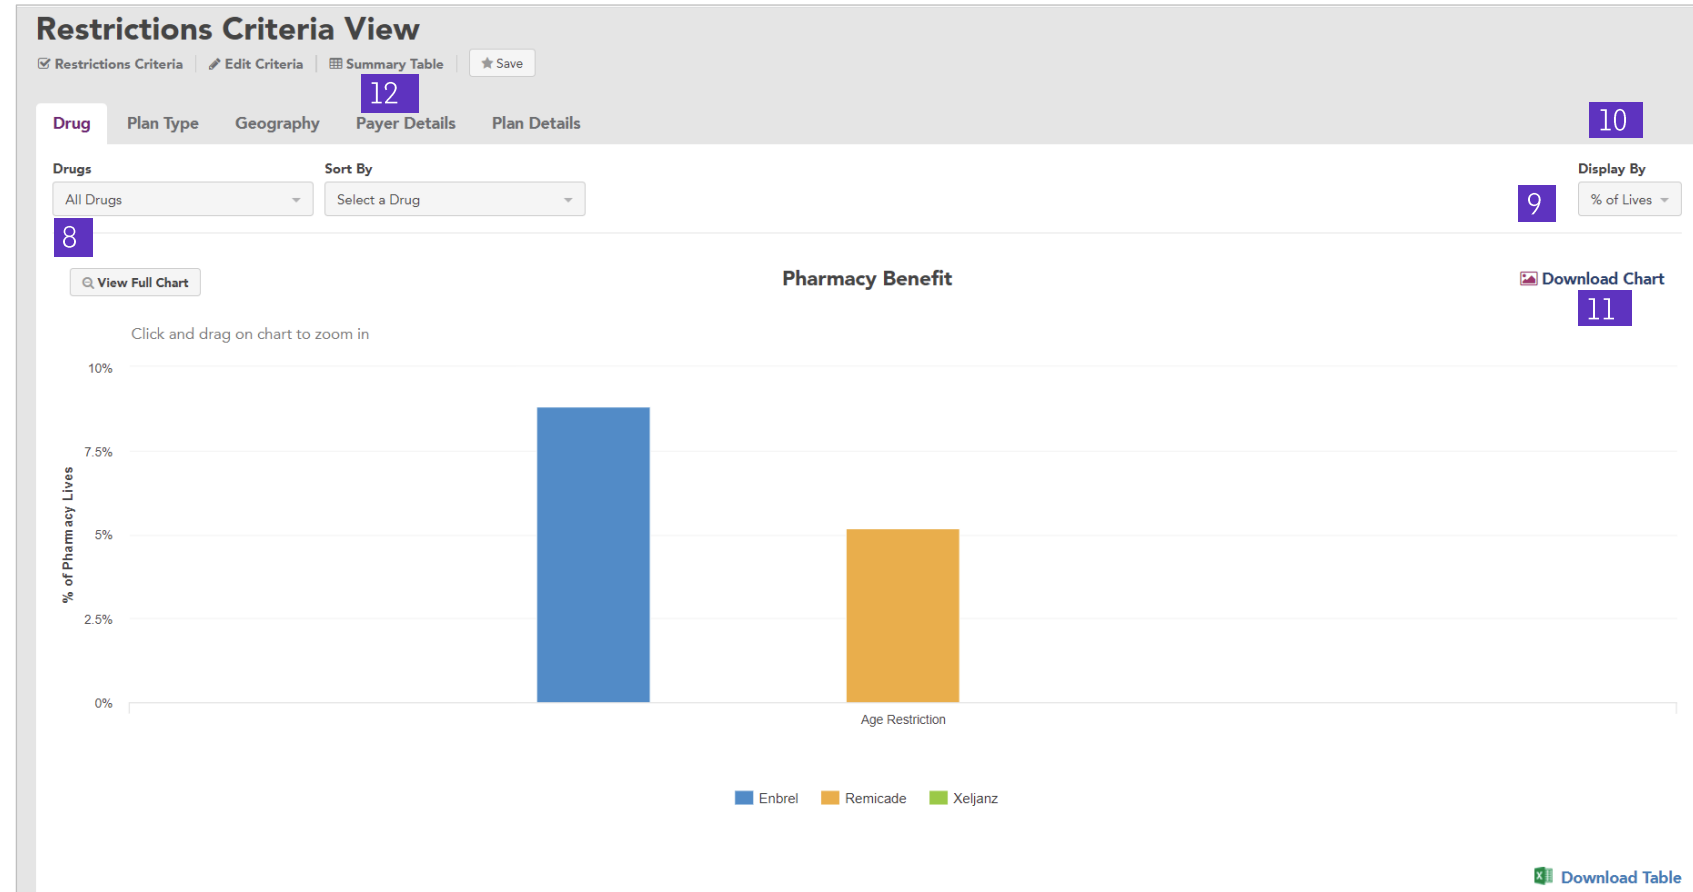 Restrictions Criteria View
Restrictions Criteria Edit Criteria Summary Table Save
12
Drug Plan Type Geography Payer Details Plan Details
10
Drugs Sort By Display By
All Drugs Select a Drug 9 % of Lives
8
View Full Chart Pharmacy Benefit Download Chart
11
Click and drag on chart to zoom in
10%
7.5%
5%
2.5%
0%
% of Pharmacy Lives
Age Restriction
Enbrel Remicade Xeljanz
Download Table